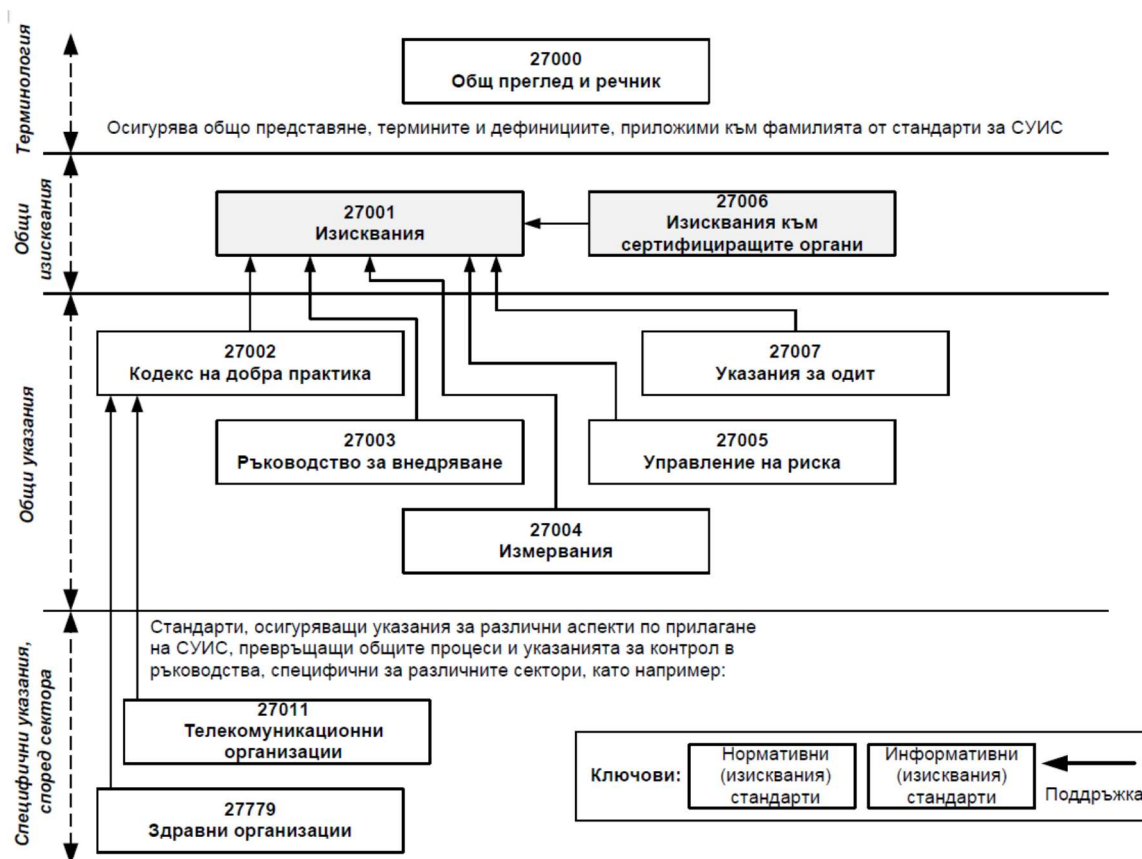 Терминология
27000
Общ преглед и речник
Осигурява общо представяне, термините и дефинициите, приложими към фамилията от стандарти за СУИС
Общи
изисквания
27001
Изисквания
27006
Изисквания към
сертифициращите органи
Общи указания
27002
Кодекс на добра практика
27007
Указания за одит
27003
Ръководство за внедряване
27005
Управление на риска
27004
Измервания
Специфични указания,
според сектора
Стандарти, осигуряващи указания за различни аспекти по прилагане
на СУИС, превръщащи общите процеси и указанията за контрол в
ръководства, специфични за различните сектори, като например:
27011
Телекомуникационни
организации
27779
Здравни организации
Ключови:
Нормативни
(изисквания)
стандарти
Информативни
(изисквания)
стандарти
Поддръжка